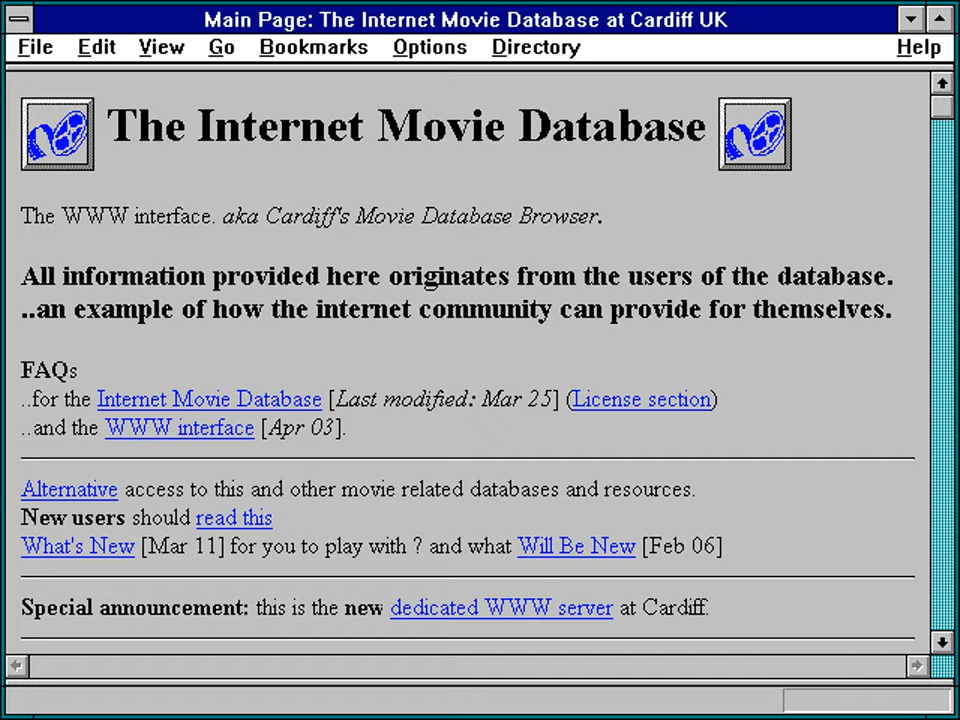 Main Page: The Internet Movie Database at Cardiff UK
File Edit View Go Bookmarks Options Directory Help
The Internet Movie Database
The WWW interface. aka Cardiff's Movie Database Browser.
All information provided here originates from the users of the database.
..an example of how the internet community can provide for themselves.
FAQs
..for the Internet Movie Database [Last modified: Mar 25] (License section)
..and the WWW interface [Apr 03].
Alternative access to this and other movie related databases and resources.
New users should read this
What's New [Mar 11] for you to play with ? and what Will Be New [Feb 06]
Special announcement: this is the new dedicated WWW server at Cardiff.